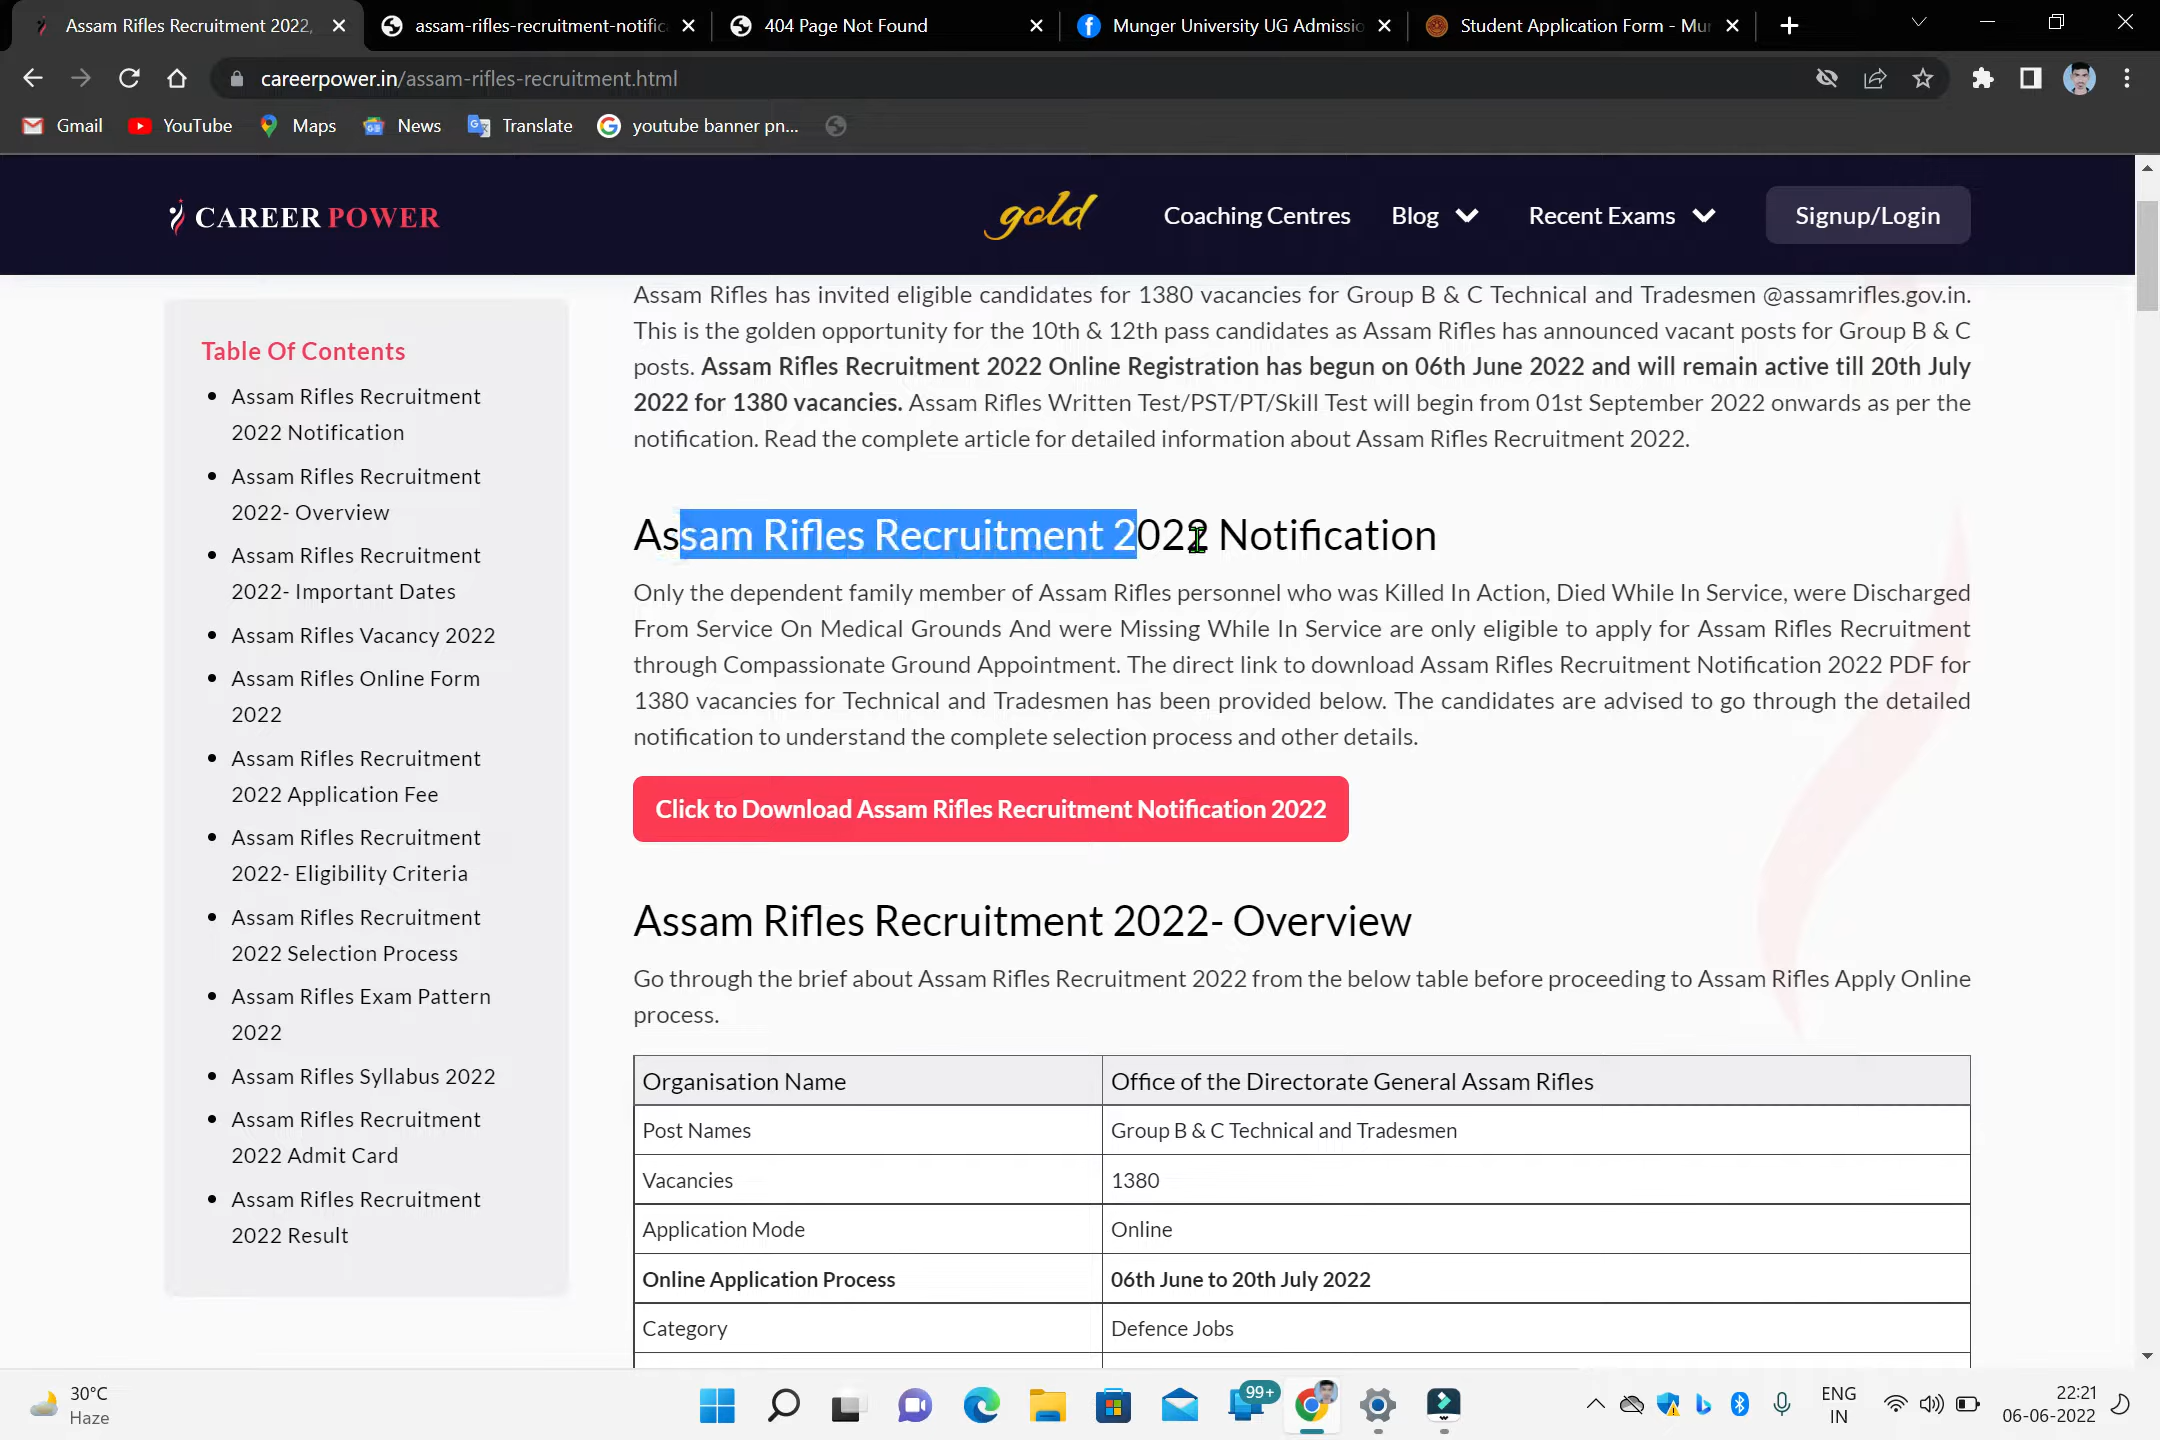 Assam Rifles Recruitment 2022,
assam-rifles-recruitment-notific
404 Page Not Found
Munger University UG Admissio
Student Application Form - Mu
careerpower.in/assam-rifles-recruitment.html
Gmail
YouTube
Maps
News
Translate
youtube banner pn...
CAREER POWER
gold
Coaching Centres
Blog
Recent Exams
Signup/Login
Table Of Contents
Assam Rifles Recruitment
2022 Notification
Assam Rifles Recruitment
2022- Overview
Assam Rifles Recruitment
2022- Important Dates
Assam Rifles Vacancy 2022
Assam Rifles Online Form
2022
Assam Rifles Recruitment
2022 Application Fee
Assam Rifles Recruitment
2022- Eligibility Criteria
Assam Rifles Recruitment
2022 Selection Process
Assam Rifles Exam Pattern
2022
Assam Rifles Syllabus 2022
Assam Rifles Recruitment
2022 Admit Card
Assam Rifles Recruitment
2022 Result
Assam Rifles has invited eligible candidates for 1380 vacancies for Group B & C Technical and Tradesmen @assamrifles.gov.in.
This is the golden opportunity for the 10th & 12th pass candidates as Assam Rifles has announced vacant posts for Group B & C
posts. Assam Rifles Recruitment 2022 Online Registration has begun on 06th June 2022 and will remain active till 20th July
2022 for 1380 vacancies. Assam Rifles Written Test/PST/PT/Skill Test will begin from 01st September 2022 onwards as per the
notification. Read the complete article for detailed information about Assam Rifles Recruitment 2022.
Assam Rifles Recruitment 2022 Notification
Only the dependent family member of Assam Rifles personnel who was Killed In Action, Died While In Service, were Discharged
From Service On Medical Grounds And were Missing While In Service are only eligible to apply for Assam Rifles Recruitment
through Compassionate Ground Appointment. The direct link to download Assam Rifles Recruitment Notification 2022 PDF for
1380 vacancies for Technical and Tradesmen has been provided below. The candidates are advised to go through the detailed
notification to understand the complete selection process and other details.
Click to Download Assam Rifles Recruitment Notification 2022
Assam Rifles Recruitment 2022- Overview
Go through the brief about Assam Rifles Recruitment 2022 from the below table before proceeding to Assam Rifles Apply Online
process.
Organisation Name Office of the Directorate General Assam Rifles
Post Names Group B & C Technical and Tradesmen
Vacancies 1380
Application Mode Online
Online Application Process 06th June to 20th July 2022
Category Defence Jobs
30°C
Haze
99+
ENG
IN
22:21
06-06-2022